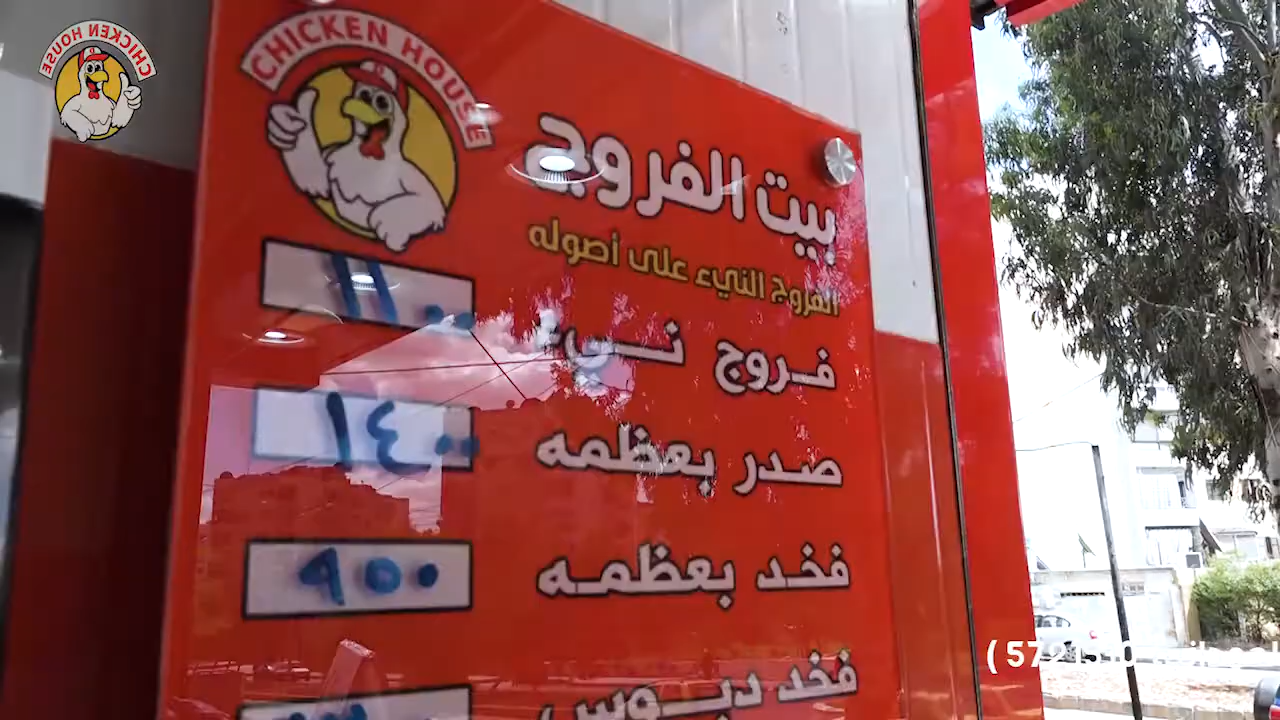 CHICKEN HOUSE
CHICKEN HOUSE
بيت الفروج
الفروج النيء على أصوله
فروج نيء ١١٠٠
صدر بعظمه ١٤٠٠
فخد بعظمه ٩٥٠
فخد دبوس